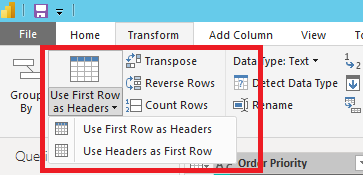 File Home Transform Add Column View
Group By
Use First Row as Headers
Transpose
Reverse Rows
Count Rows
Data Type: Text
Detect Data Type
Rename
Use First Row as Headers
Use Headers as First Row
Order Priority